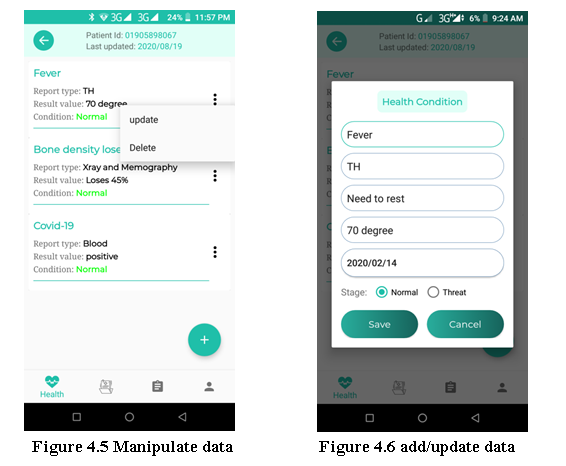 3G 3G 24% 11:57 PM
Patient Id: 01905898067
Last updated: 2020/08/19
Fever
Report type: TH
Result value: 70 degree
Condition: Normal
update
Delete
Bone density lose
Report type: Xray and Memography
Result value: Loses 45%
Condition: Normal
Covid-19
Report type: Blood
Result value: positive
Condition: Normal
+
Health
Figure 4.5 Manipulate data
G 3G H 6% 9:24 AM
Patient Id: 01905898067
Last updated: 2020/08/19
Fever
Health Condition
Fever
TH
Need to rest
70 degree
2020/02/14
Stage: Normal Threat
Save Cancel
Health
Figure 4.6 add/update data